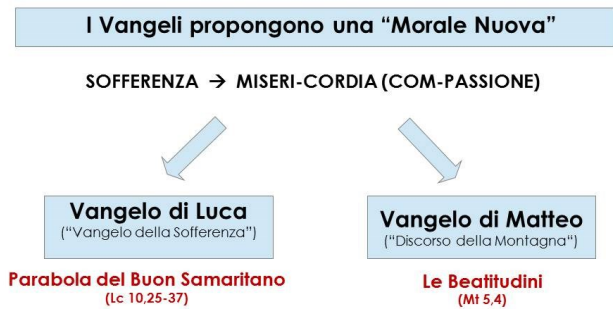 I Vangeli propongono una “Morale Nuova”
SOFFERENZA → MISERI-CORDIA (COM-PASSIONE)
Vangelo di Luca
(“Vangelo della Sofferenza”)
Parabola del Buon Samaritano
(Lc 10,25-37)
Vangelo di Matteo
(“Discorso della Montagna“)
Le Beatitudini
(Mt 5,4)